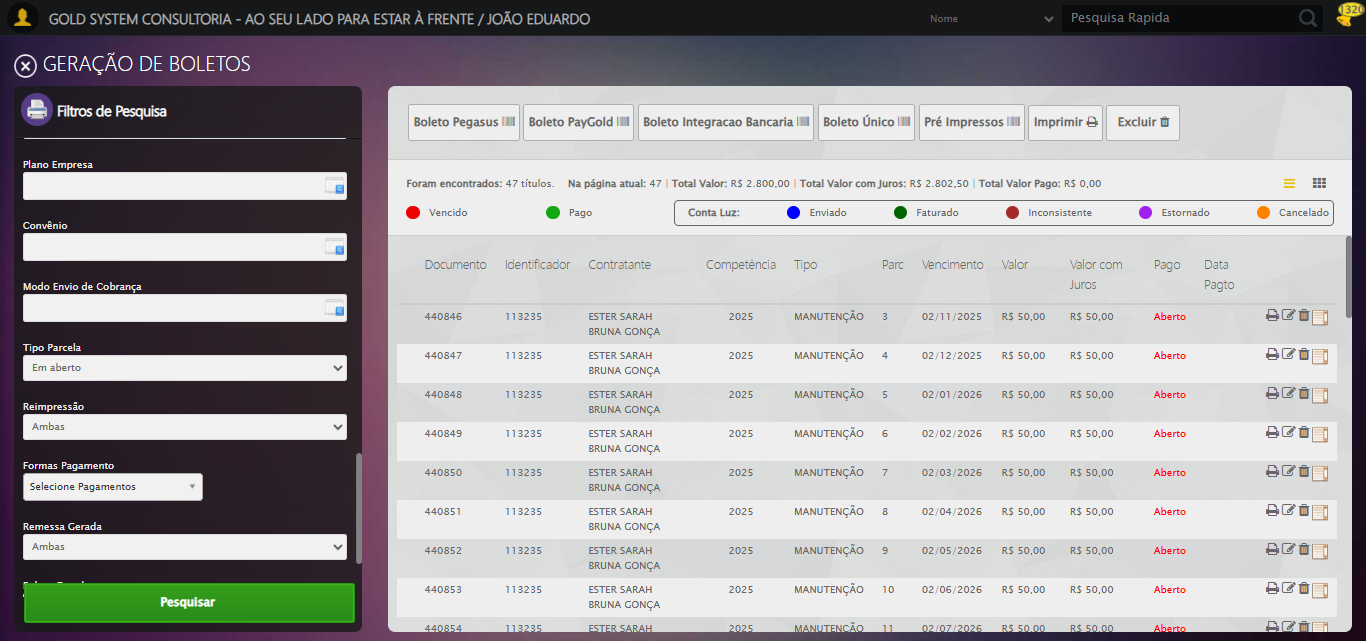 GOLD SYSTEM CONSULTORIA - AO SEU LADO PARA ESTAR À FRENTE / JOÃO EDUARDO
Nome
Pesquisa Rapida
1320
GERAÇÃO DE BOLETOS
Filtros de Pesquisa
Plano Empresa
Convênio
Modo Envio de Cobrança
Tipo Parcela
Em aberto
Reimpressão
Ambas
Formas Pagamento
Selecione Pagamentos
Remessa Gerada
Ambas
Pesquisar
Boleto Pegasus
Boleto PayGold
Boleto Integracao Bancaria
Boleto Único
Pré Impressos
Imprimir
Excluir
Foram encontrados: 47 títulos. Na página atual: 47 | Total Valor: R$ 2.800,00 | Total Valor com Juros: R$ 2.802,50 | Total Valor Pago: R$ 0,00
Vencido Pago Conta Luz: Enviado Faturado Inconsistente Estornado Cancelado
Documento Identificador Contratante Competência Tipo Parc Vencimento Valor Valor com Pago Data
Juros Pagto
440846 113235 ESTER SARAH 2025 MANUTENÇÃO 3 02/11/2025 R$ 50,00 R$ 50,00 Aberto
BRUNA GONÇA
440847 113235 ESTER SARAH 2025 MANUTENÇÃO 4 02/12/2025 R$ 50,00 R$ 50,00 Aberto
BRUNA GONÇA
440848 113235 ESTER SARAH 2025 MANUTENÇÃO 5 02/01/2026 R$ 50,00 R$ 50,00 Aberto
BRUNA GONÇA
440849 113235 ESTER SARAH 2025 MANUTENÇÃO 6 02/02/2026 R$ 50,00 R$ 50,00 Aberto
BRUNA GONÇA
440850 113235 ESTER SARAH 2025 MANUTENÇÃO 7 02/03/2026 R$ 50,00 R$ 50,00 Aberto
BRUNA GONÇA
440851 113235 ESTER SARAH 2025 MANUTENÇÃO 8 02/04/2026 R$ 50,00 R$ 50,00 Aberto
BRUNA GONÇA
440852 113235 ESTER SARAH 2025 MANUTENÇÃO 9 02/05/2026 R$ 50,00 R$ 50,00 Aberto
BRUNA GONÇA
440853 113235 ESTER SARAH 2025 MANUTENÇÃO 10 02/06/2026 R$ 50,00 R$ 50,00 Aberto
BRUNA GONÇA
440854 113235 ESTER SARAH 2025 MANUTENÇÃO 11 02/07/2026 R$ 50,00 R$ 50,00 Aberto